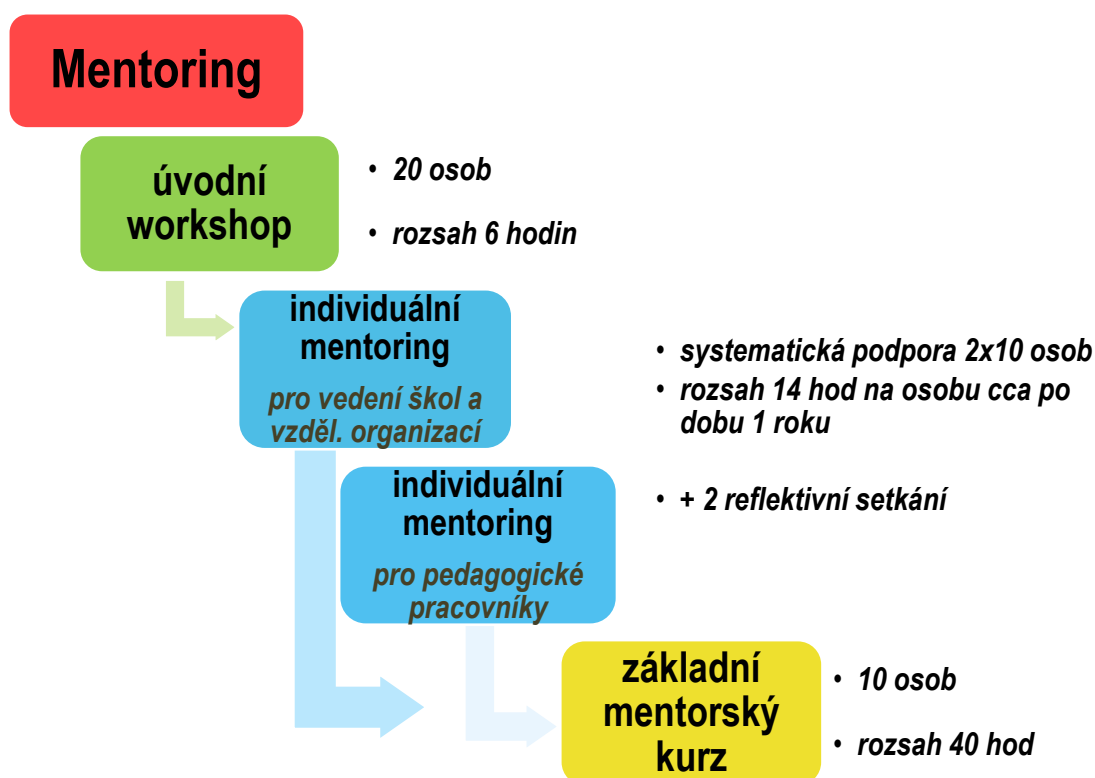 Mentoring
úvodní
workshop
• 20 osob
• rozsah 6 hodin
individuální
mentoring
pro vedení škol a
vzděl. organizací
• systematická podpora 2x10 osob
• rozsah 14 hod na osobu cca po
dobu 1 roku
individuální
mentoring
pro pedagogické
pracovníky
• + 2 reflektivní setkání
základní
mentorský
kurz
• 10 osob
• rozsah 40 hod